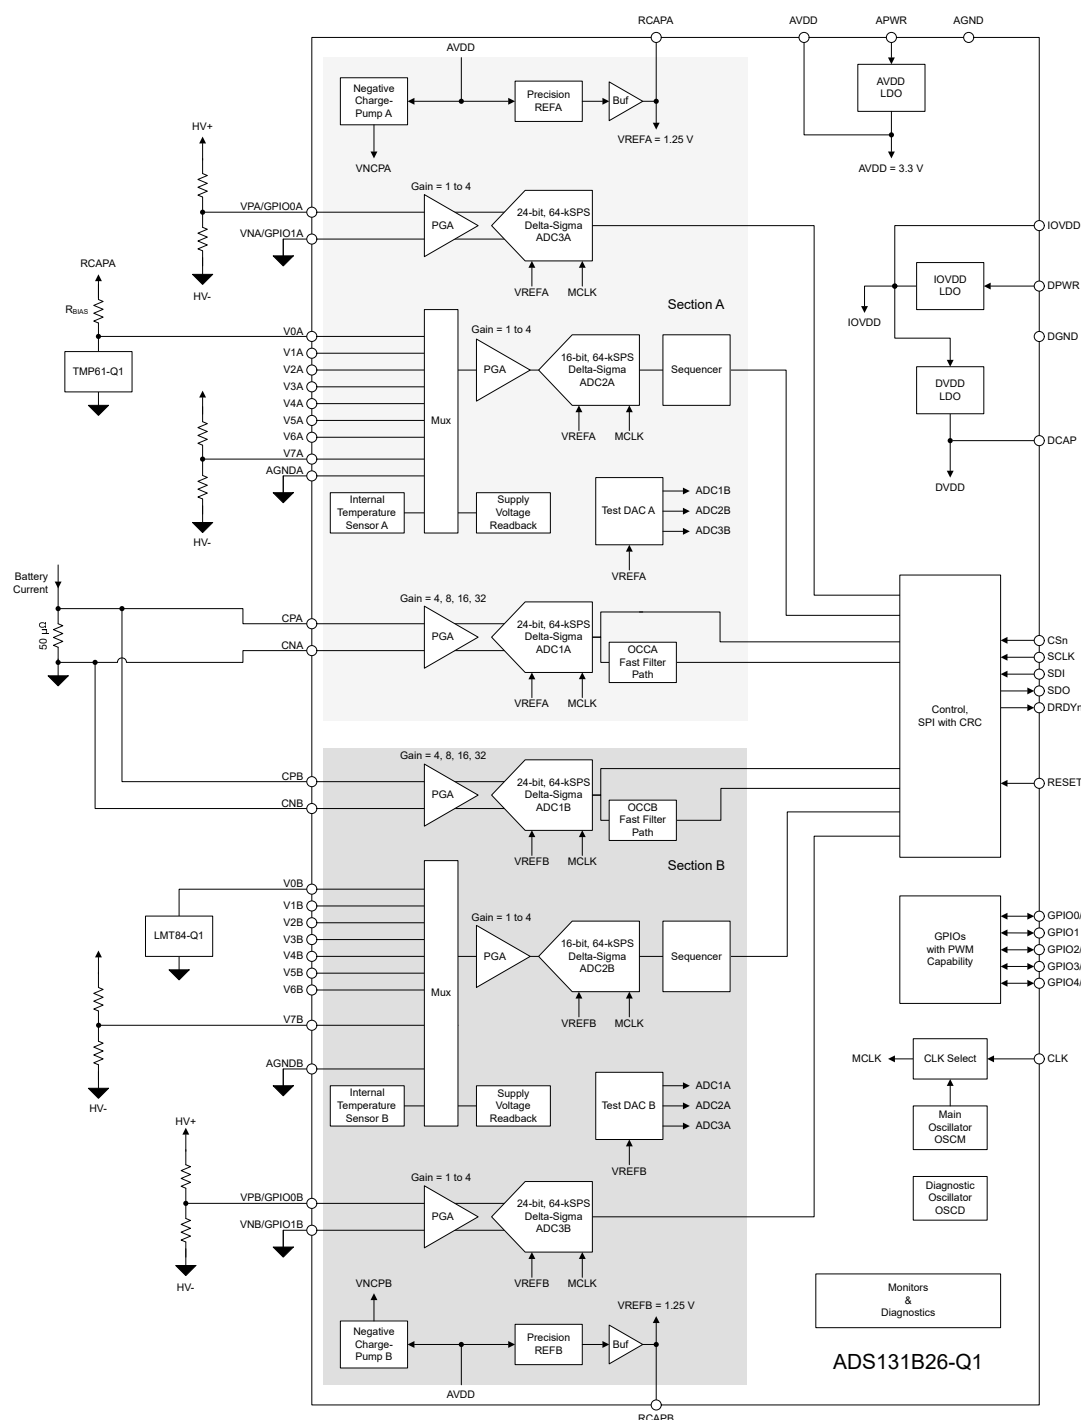 RCAPA
AVDD
APWR
AGND
AVDD
Negative
Charge-
Pump A
Precision
REFA
Buf
AVDD
LDO
VNCPA
VREFA = 1.25 V
AVDD = 3.3 V
HV+
Gain = 1 to 4
VPA/GPIO0A
VNA/GPIO1A
PGA
24-bit, 64-kSPS
Delta-Sigma
ADC3A
VREFA
MCLK
HV-
IOVDD
IOVDD
LDO
DPWR
IOVDD
DGND
DVDD
LDO
DCAP
DVDD
Section A
RCAPA
RBIAS
TMP61-Q1
V0A
V1A
V2A
V3A
V4A
V5A
V6A
V7A
AGNDA
HV-
Mux
Gain = 1 to 4
PGA
16-bit, 64-kSPS
Delta-Sigma
ADC2A
Sequencer
VREFA
MCLK
Internal
Temperature
Sensor A
Supply
Voltage
Readback
Test DAC A
ADC1B
ADC2B
ADC3B
VREFA
Battery
Current
50 µΩ
CPA
CNA
Gain = 4, 8, 16, 32
PGA
24-bit, 64-kSPS
Delta-Sigma
ADC1A
OCCA
Fast Filter
Path
VREFA
MCLK
Control,
SPI with CRC
CSn
SCLK
SDI
SDO
DRDYn
RESET
Gain = 4, 8, 16, 32
CPB
CNB
PGA
24-bit, 64-kSPS
Delta-Sigma
ADC1B
OCCB
Fast Filter
Path
VREFB
MCLK
Section B
V0B
V1B
V2B
V3B
V4B
V5B
V6B
V7B
AGNDB
LMT84-Q1
HV-
Mux
Gain = 1 to 4
PGA
16-bit, 64-kSPS
Delta-Sigma
ADC2B
Sequencer
VREFB
MCLK
GPIOs
with PWM
Capability
GPIO0/
GPIO1
GPIO2/
GPIO3/
GPIO4/
MCLK
CLK Select
CLK
Main
Oscillator
OSCM
Diagnostic
Oscillator
OSCD
Internal
Temperature
Sensor B
Supply
Voltage
Readback
Test DAC B
ADC1A
ADC2A
ADC3A
VREFB
HV+
Gain = 1 to 4
VPB/GPIO0B
VNB/GPIO1B
PGA
24-bit, 64-kSPS
Delta-Sigma
ADC3B
VREFB
MCLK
HV-
VNCPB
VREFB = 1.25 V
Negative
Charge-
Pump B
Precision
REFB
Buf
AVDD
RCAPB
Monitors
&
Diagnostics
ADS131B26-Q1